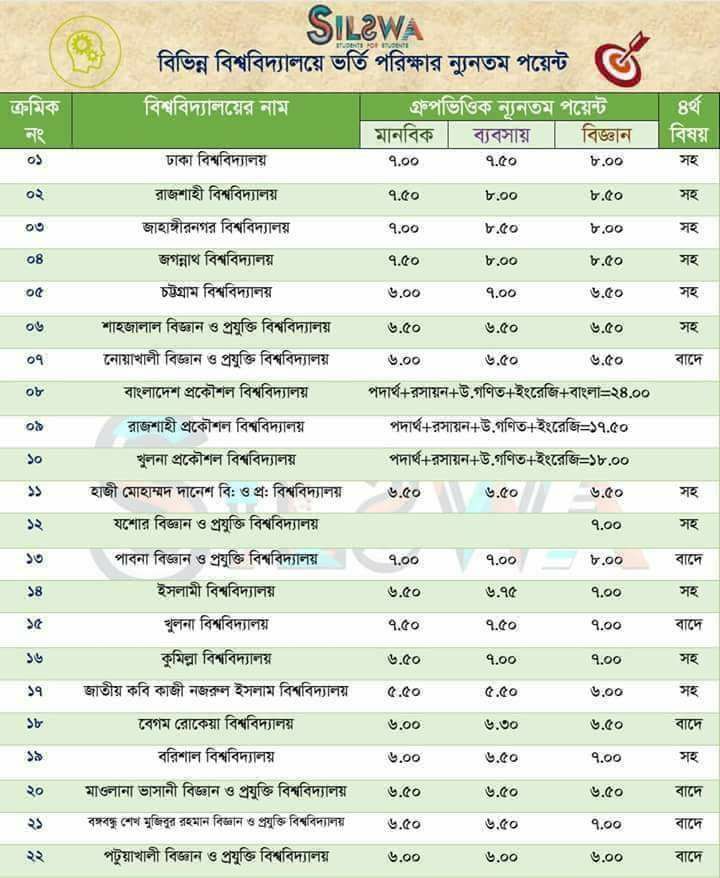 SILSWA
STUDENTS FOR STUDENTS
বিভিন্ন বিশ্ববিদ্যালয়ে ভর্তি পরিক্ষার ন্যুনতম পয়েন্ট
ক্রমিক নং বিশ্ববিদ্যালয়ের নাম গ্রুপভিওিক ন্যূনতম পয়েন্ট ৪র্থ বিষয়
মানবিক ব্যবসায় বিজ্ঞান
০১ ঢাকা বিশ্ববিদ্যালয় ৭.০০ ৭.৫০ ৮.০০ সহ
০২ রাজশাহী বিশ্ববিদ্যালয় ৭.৫০ ৮.০০ ৮.৫০ সহ
০৩ জাহাঙ্গীরনগর বিশ্ববিদ্যালয় ৭.০০ ৮.৫০ ৮.০০ সহ
০৪ জগন্নাথ বিশ্ববিদ্যালয় ৭.৫০ ৮.০০ ৮.৫০ সহ
০৫ চট্টগ্রাম বিশ্ববিদ্যালয় ৬.০০ ৭.০০ ৬.৫০ সহ
০৬ শাহজালাল বিজ্ঞান ও প্রযুক্তি বিশ্ববিদ্যালয় ৬.৫০ ৬.৫০ ৬.৫০ সহ
০৭ নোয়াখালী বিজ্ঞান ও প্রযুক্তি বিশ্ববিদ্যালয় ৬.০০ ৬.৫০ ৬.৫০ বাদে
০৮ বাংলাদেশ প্রকৌশল বিশ্ববিদ্যালয় পদার্থ+রসায়ন+উ.গণিত+ইংরেজি+বাংলা=২৪.০০
০৯ রাজশাহী প্রকৌশল বিশ্ববিদ্যালয় পদার্থ+রসায়ন+উ.গণিত+ইংরেজি=১৭.৫০
১০ খুলনা প্রকৌশল বিশ্ববিদ্যালয় পদার্থ+রসায়ন+উ.গণিত+ইংরেজি=১৮.০০
১১ হাজী মোহাম্মদ দানেশ বি: ও প্র: বিশ্ববিদ্যালয় ৬.৫০ ৬.৫০ ৬.৫০ সহ
১২ যশোর বিজ্ঞান ও প্রযুক্তি বিশ্ববিদ্যালয় ৭.০০ সহ
১৩ পাবনা বিজ্ঞান ও প্রযুক্তি বিশ্ববিদ্যালয় ৭.০০ ৭.০০ ৮.০০ বাদে
১৪ ইসলামী বিশ্ববিদ্যালয় ৬.৫০ ৬.৭৫ ৭.০০ সহ
১৫ খুলনা বিশ্ববিদ্যালয় ৭.৫০ ৭.৫০ ৭.০০ বাদে
১৬ কুমিল্লা বিশ্ববিদ্যালয় ৬.৫০ ৭.০০ ৭.০০ সহ
১৭ জাতীয় কবি কাজী নজরুল ইসলাম বিশ্ববিদ্যালয় ৫.৫০ ৫.৫০ ৬.০০ সহ
১৮ বেগম রোকেয়া বিশ্ববিদ্যালয় ৬.০০ ৬.৩০ ৬.৫০ বাদে
১৯ বরিশাল বিশ্ববিদ্যালয় ৬.০০ ৬.৫০ ৭.০০ সহ
২০ মাওলানা ভাসানী বিজ্ঞান ও প্রযুক্তি বিশ্ববিদ্যালয় ৬.৫০ ৬.৫০ ৬.৫০ বাদে
২১ বঙ্গবন্ধু শেখ মুজিবুর রহমান বিজ্ঞান ও প্রযুক্তি বিশ্ববিদ্যালয় ৬.৫০ ৬.৫০ ৭.০০ বাদে
২২ পটুয়াখালী বিজ্ঞান ও প্রযুক্তি বিশ্ববিদ্যালয় ৬.০০ ৬.০০ ৬.০০ বাদে